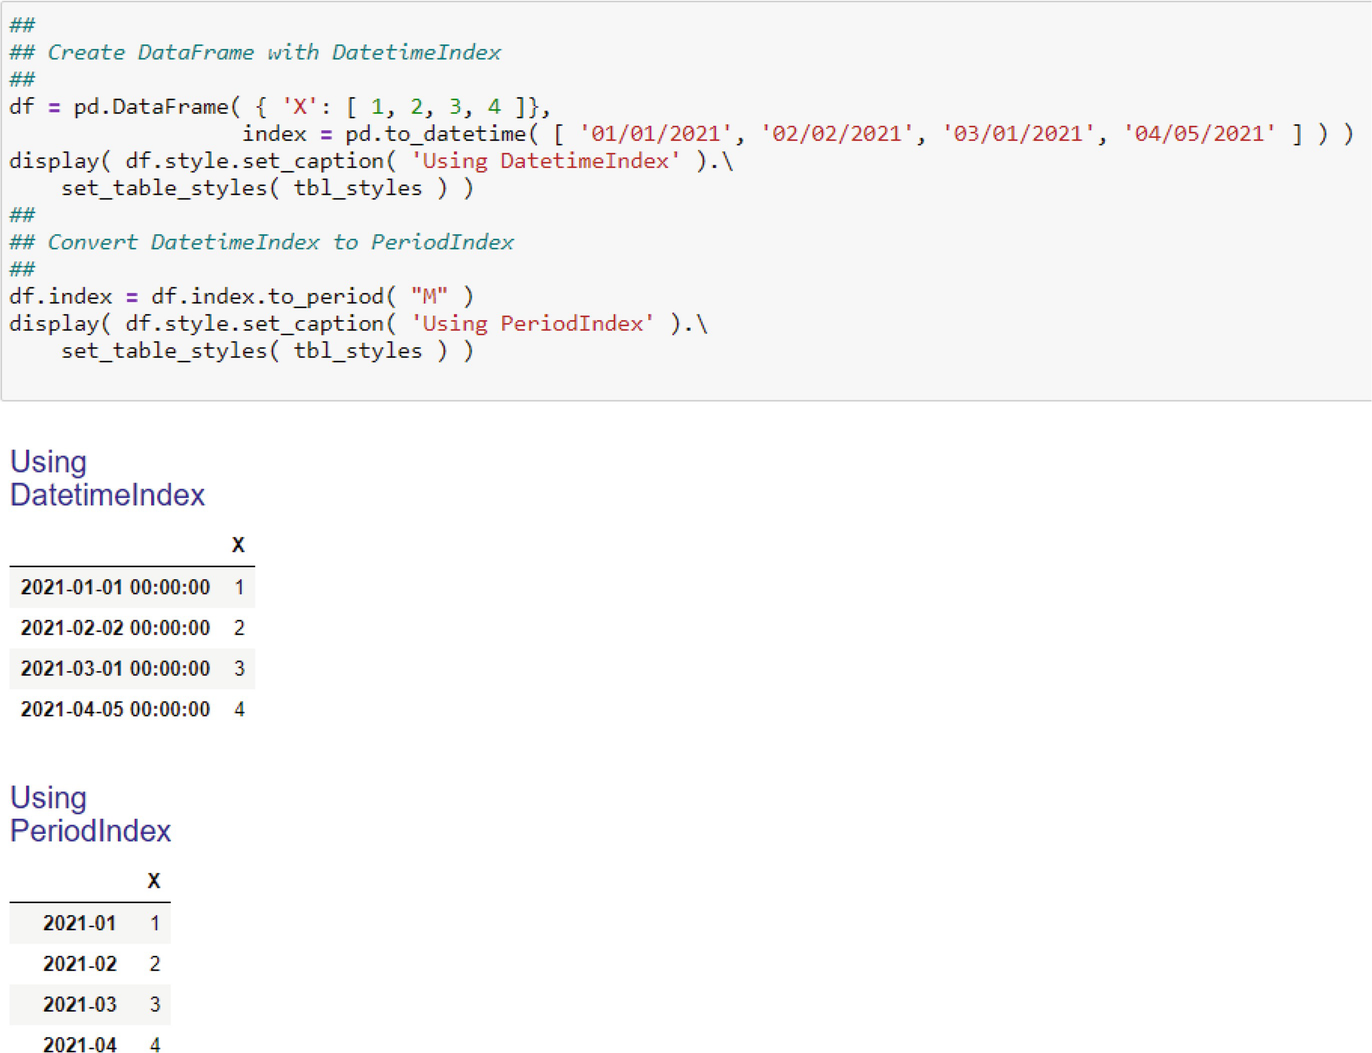 ##
## Create DataFrame with DatetimeIndex
##
df = pd.DataFrame( { 'X': [ 1, 2, 3, 4 ]},
                  index = pd.to_datetime( [ '01/01/2021', '02/02/2021', '03/01/2021', '04/05/2021' ] ) )
display( df.style.set_caption( 'Using DatetimeIndex' ).\
    set_table_styles( tbl_styles ) )
##
## Convert DatetimeIndex to PeriodIndex
##
df.index = df.index.to_period( "M" )
display( df.style.set_caption( 'Using PeriodIndex' ).\
    set_table_styles( tbl_styles ) )
Using
DatetimeIndex
X
2021-01-01 00:00:00 1
2021-02-02 00:00:00 2
2021-03-01 00:00:00 3
2021-04-05 00:00:00 4
Using
PeriodIndex
X
2021-01 1
2021-02 2
2021-03 3
2021-04 4